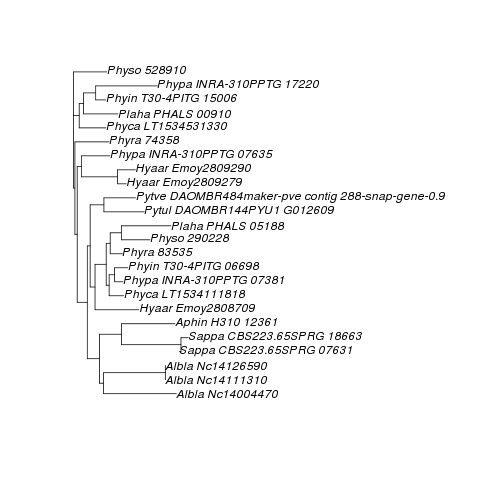 Physo 528910
Phypa INRA-310PPTG 17220
Phyin T30-4PITG 15006
Plaha PHALS 00910
Phyca LT1534531330
Phyra 74358
Phypa INRA-310PPTG 07635
Hyaar Emoy2809290
Hyaar Emoy2809279
Pytve DAOMBR484maker-pve contig 288-snap-gene-0.9
Pytul DAOMBR144PYU1 G012609
Plaha PHALS 05188
Physo 290228
Phyra 83535
Phyin T30-4PITG 06698
Phypa INRA-310PPTG 07381
Phyca LT1534111818
Hyaar Emoy2808709
Aphin H310 12361
Sappa CBS223.65SPRG 18663
Sappa CBS223.65SPRG 07631
Albla Nc14126590
Albla Nc14111310
Albla Nc14004470